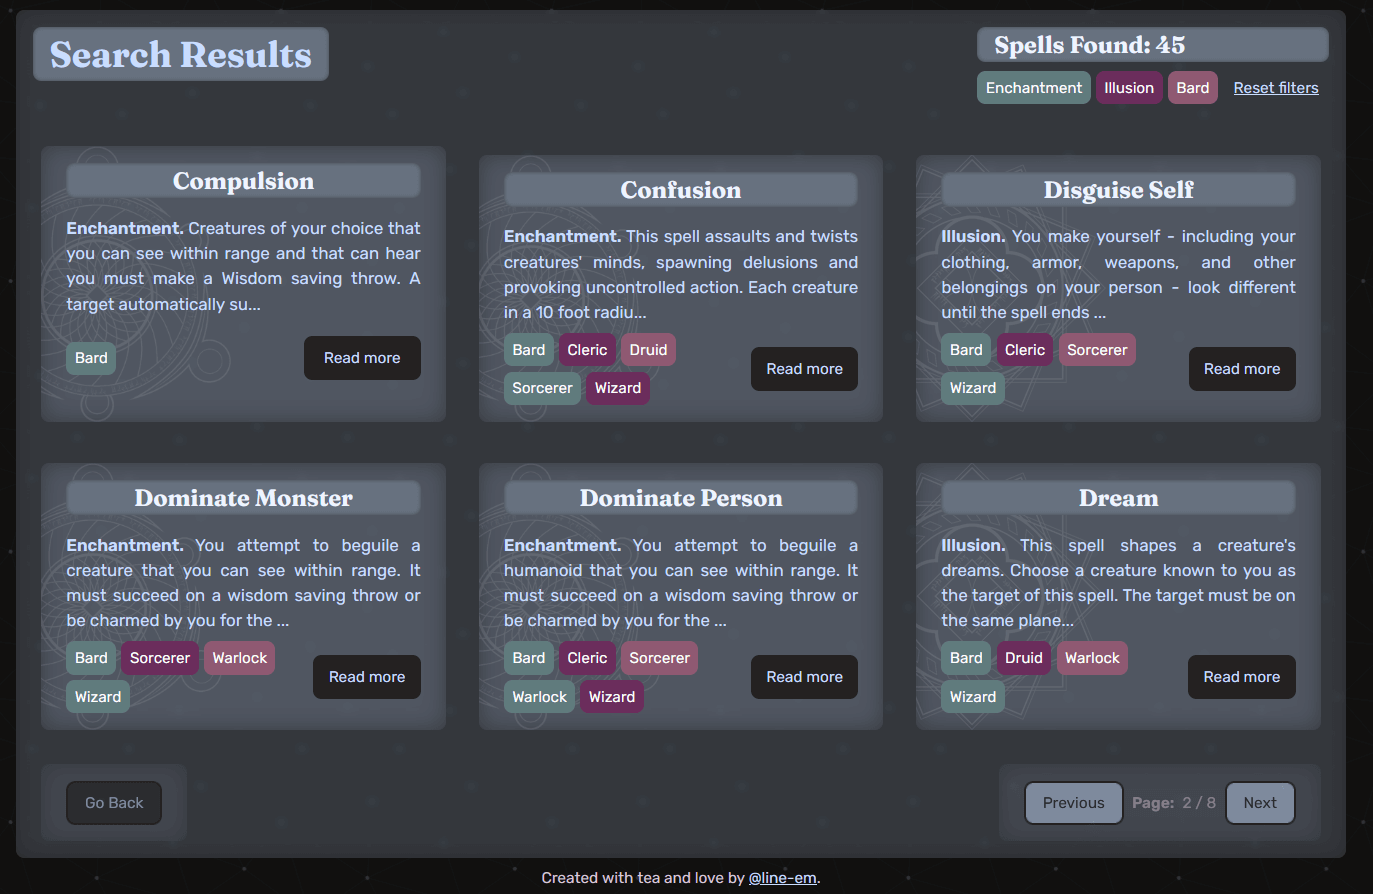 Search Results
Spells Found: 45
Enchantment Illusion Bard Reset filters
Compulsion
Enchantment. Creatures of your choice that
you can see within range and that can hear
you must make a Wisdom saving throw. A
target automatically su...
Bard
Read more
Confusion
Enchantment. This spell assaults and twists
creatures' minds, spawning delusions and
provoking uncontrolled action. Each creature
in a 10 foot radiu...
Bard Cleric Druid
Sorcerer Wizard
Read more
Disguise Self
Illusion. You make yourself - including your
clothing, armor, weapons, and other
belongings on your person - look different
until the spell ends ...
Bard Cleric Sorcerer
Wizard
Read more
Dominate Monster
Enchantment. You attempt to beguile a
creature that you can see within range. It
must succeed on a wisdom saving throw or
be charmed by you for the ...
Bard Sorcerer Warlock
Wizard
Read more
Dominate Person
Enchantment. You attempt to beguile a
humanoid that you can see within range. It
must succeed on a wisdom saving throw or
be charmed by you for the ...
Bard Cleric Sorcerer
Warlock Wizard
Read more
Dream
Illusion. This spell shapes a creature's
dreams. Choose a creature known to you as
the target of this spell. The target must be on
the same plane...
Bard Druid Warlock
Wizard
Read more
Go Back
Previous Page: 2 / 8 Next
Created with tea and love by @line-em.